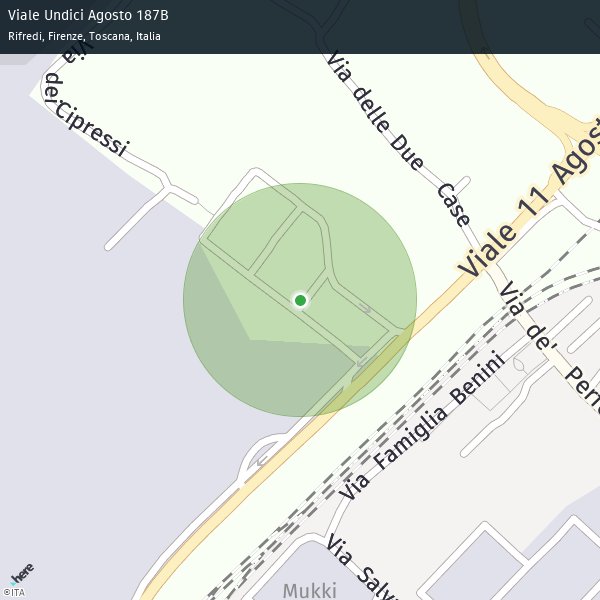 Viale Undici Agosto 187B
Rifredi, Firenze, Toscana, Italia
Via
dei Cipressi
Via delle Due Case
Viale 11 Agost
Via de' Perf
Via Famiglia Benini
Via Salv
Mukki
here
©ITA